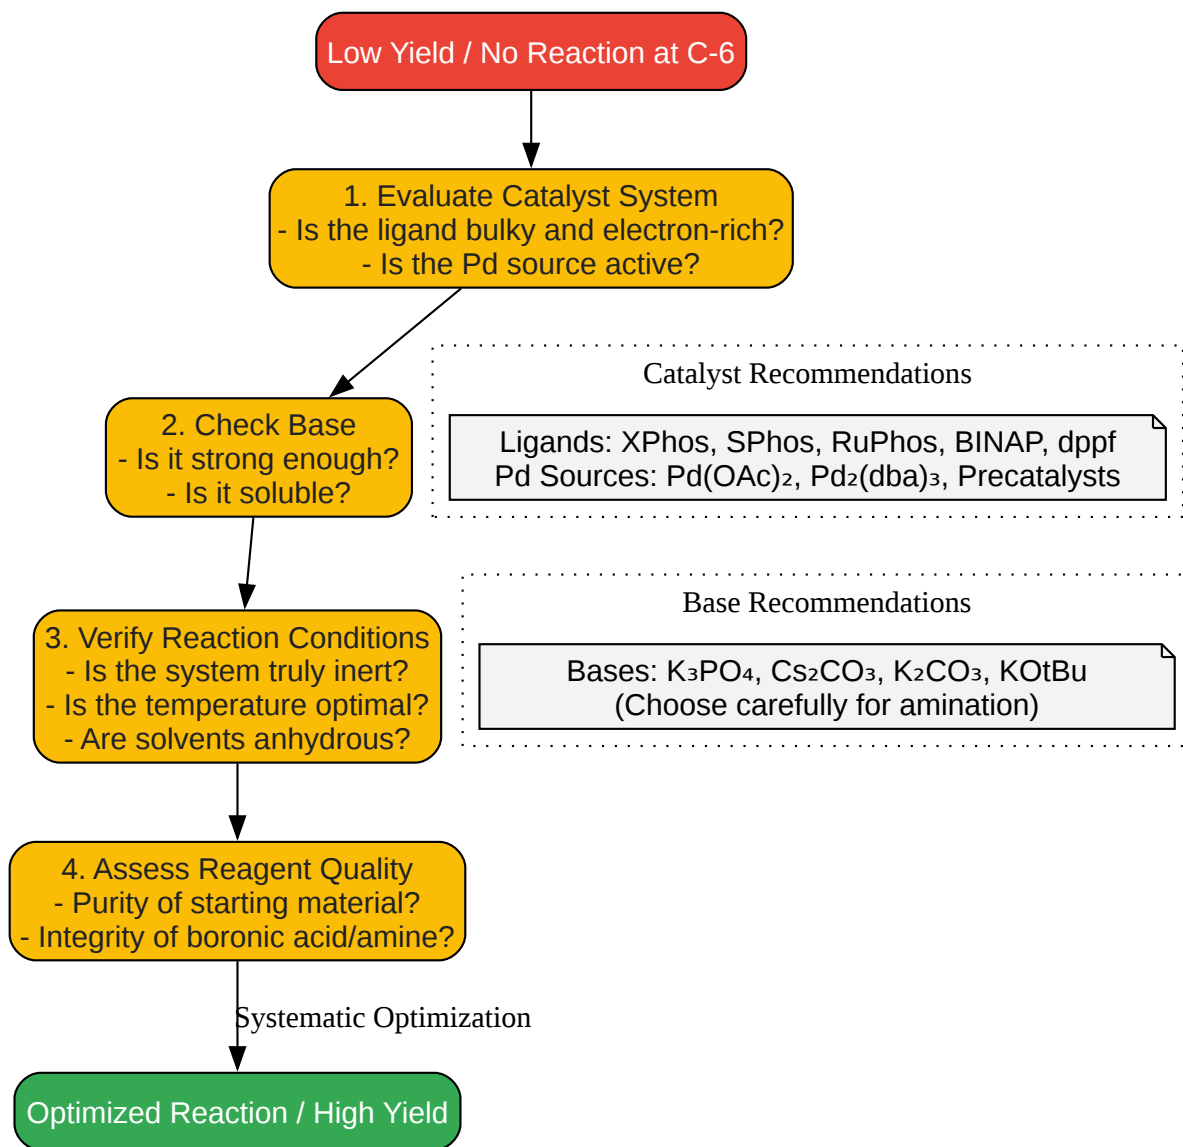 Low Yield / No Reaction at C-6
1. Evaluate Catalyst System
- Is the ligand bulky and electron-rich?
- Is the Pd source active?
Catalyst Recommendations
Ligands: XPhos, SPhos, RuPhos, BINAP, dppf
Pd Sources: Pd(OAc)₂, Pd₂(dba)₃, Precatalysts
2. Check Base
- Is it strong enough?
- Is it soluble?
Base Recommendations
Bases: K₃PO₄, Cs₂CO₃, K₂CO₃, KOtBu
(Choose carefully for amination)
3. Verify Reaction Conditions
- Is the system truly inert?
- Is the temperature optimal?
- Are solvents anhydrous?
4. Assess Reagent Quality
- Purity of starting material?
- Integrity of boronic acid/amine?
Systematic Optimization
Optimized Reaction / High Yield